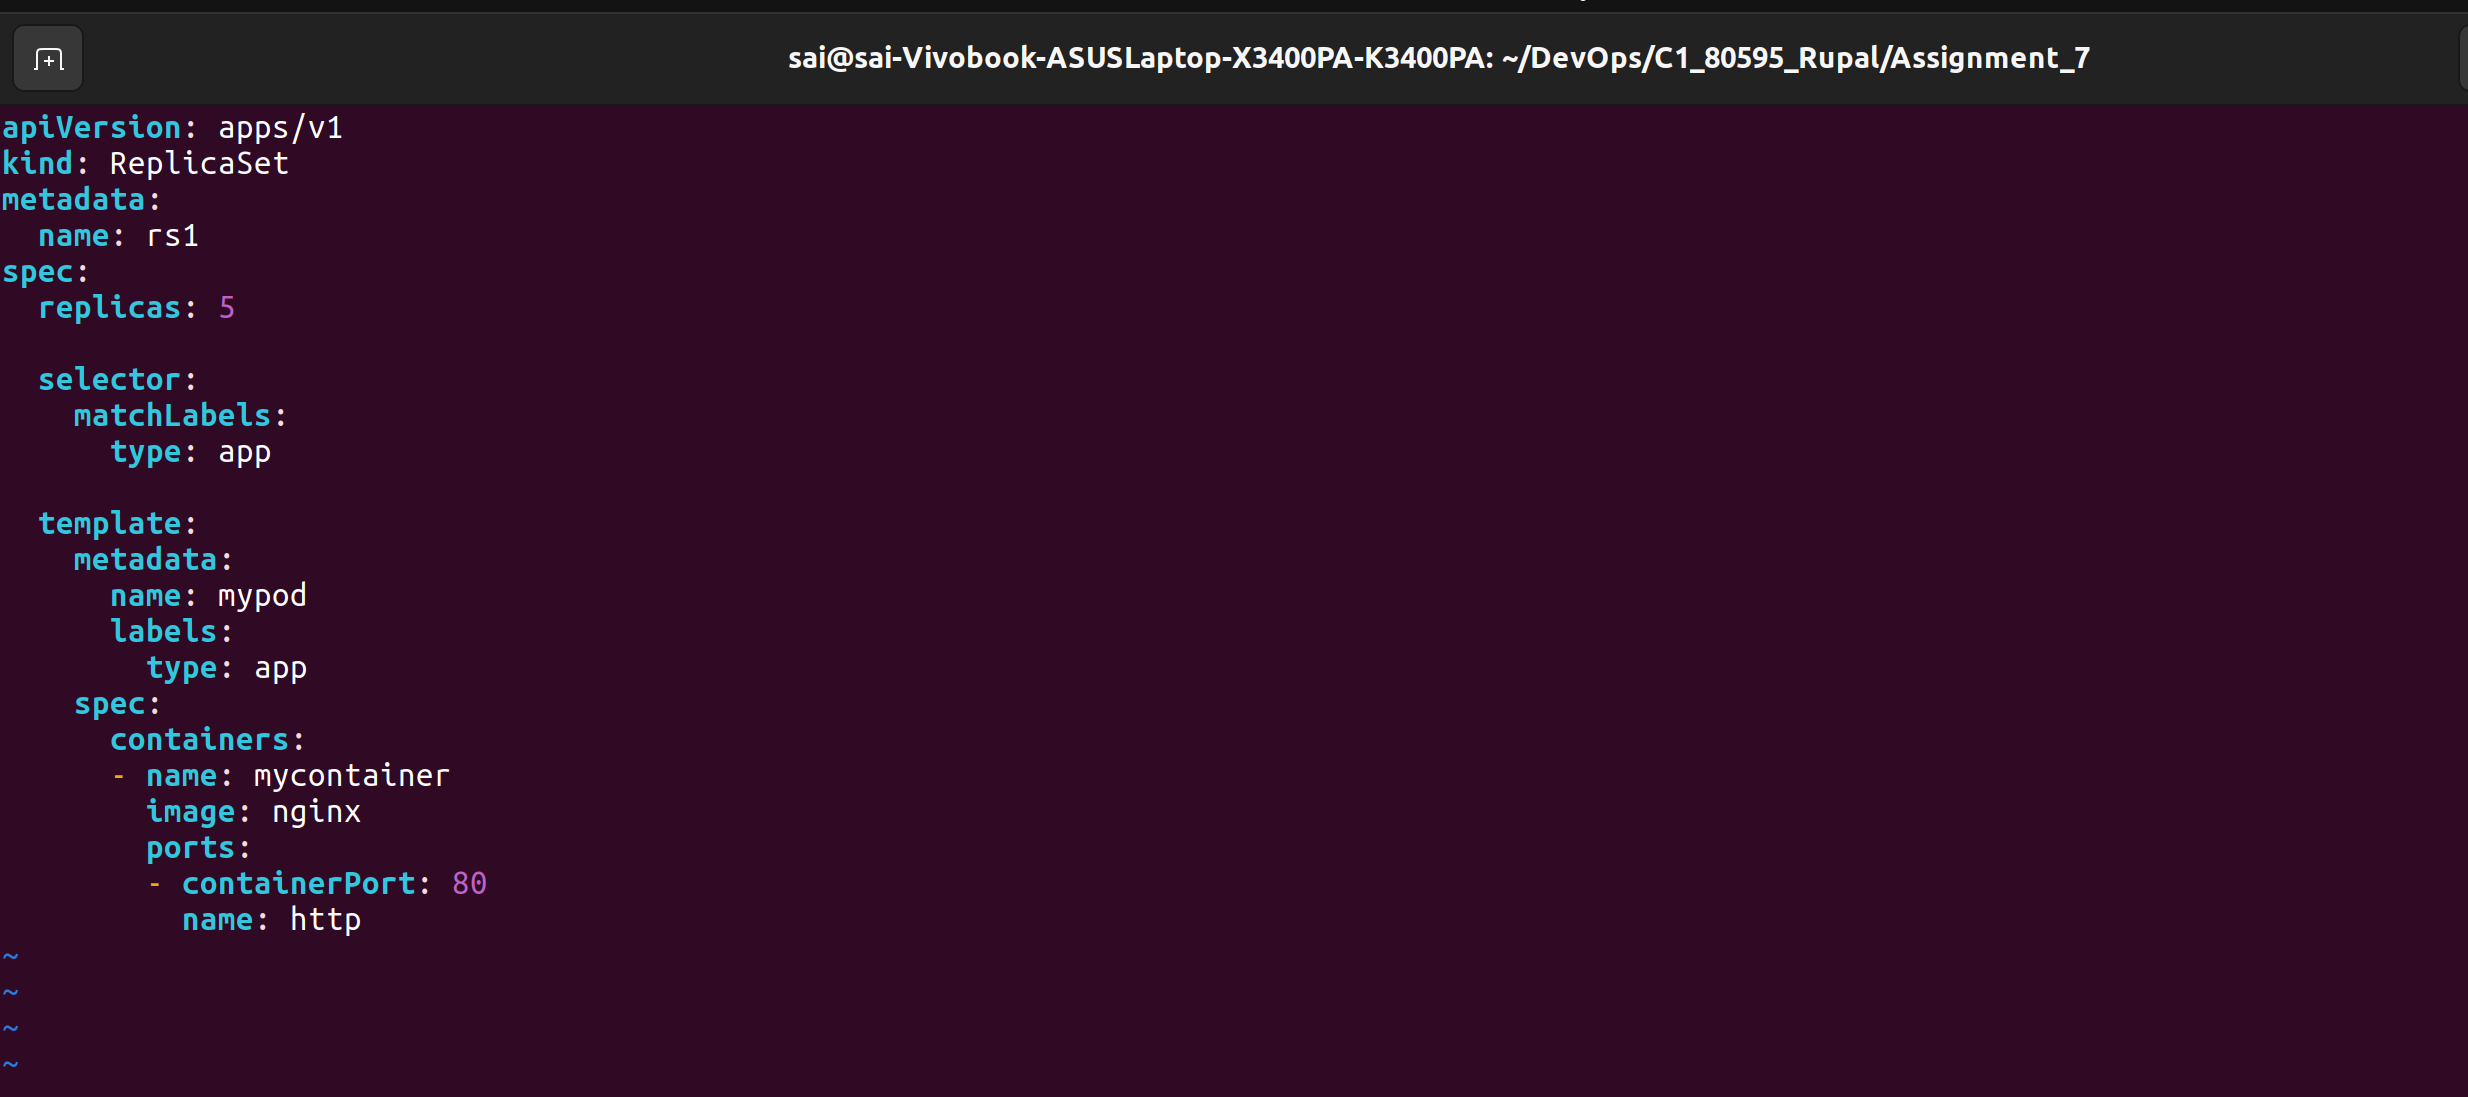 sai@sai-Vivobook-ASUSLaptop-X3400PA-K3400PA: ~/DevOps/C1_80595_Rupal/Assignment_7
apiVersion: apps/v1
kind: ReplicaSet
metadata:
  name: rs1
spec:
  replicas: 5

  selector:
    matchLabels:
      type: app

  template:
    metadata:
      name: mypod
      labels:
        type: app
    spec:
      containers:
      - name: mycontainer
        image: nginx
        ports:
        - containerPort: 80
          name: http
~
~
~
~